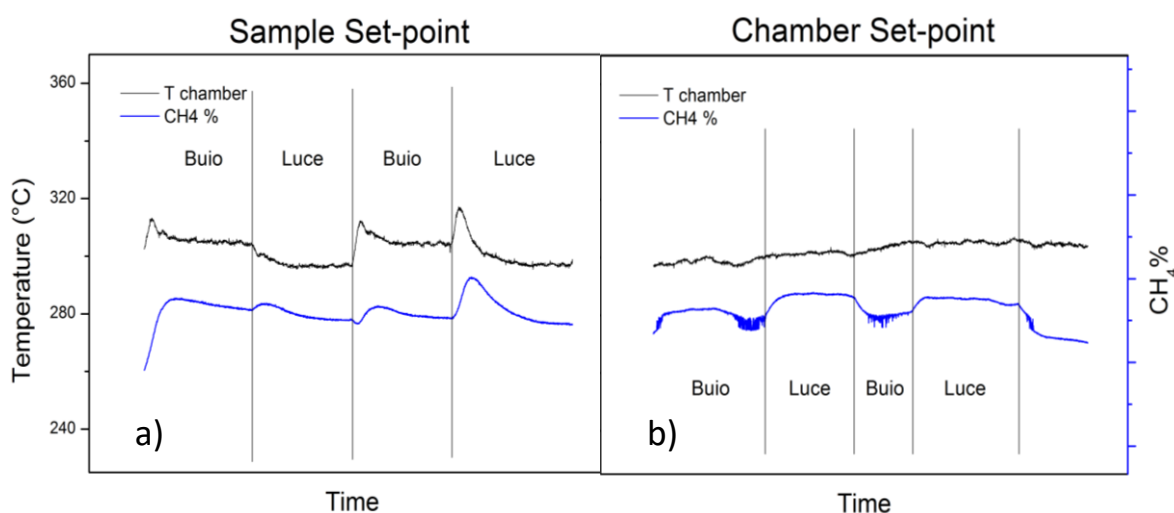 Sample Set-point
Chamber Set-point
Temperature (°C)
360
320
280
240
T chamber
CH4 %
Buio
Luce
Buio
Luce
a)
Time
T chamber
CH4 %
Buio
Luce
Buio
Luce
b)
Time
CH₄%